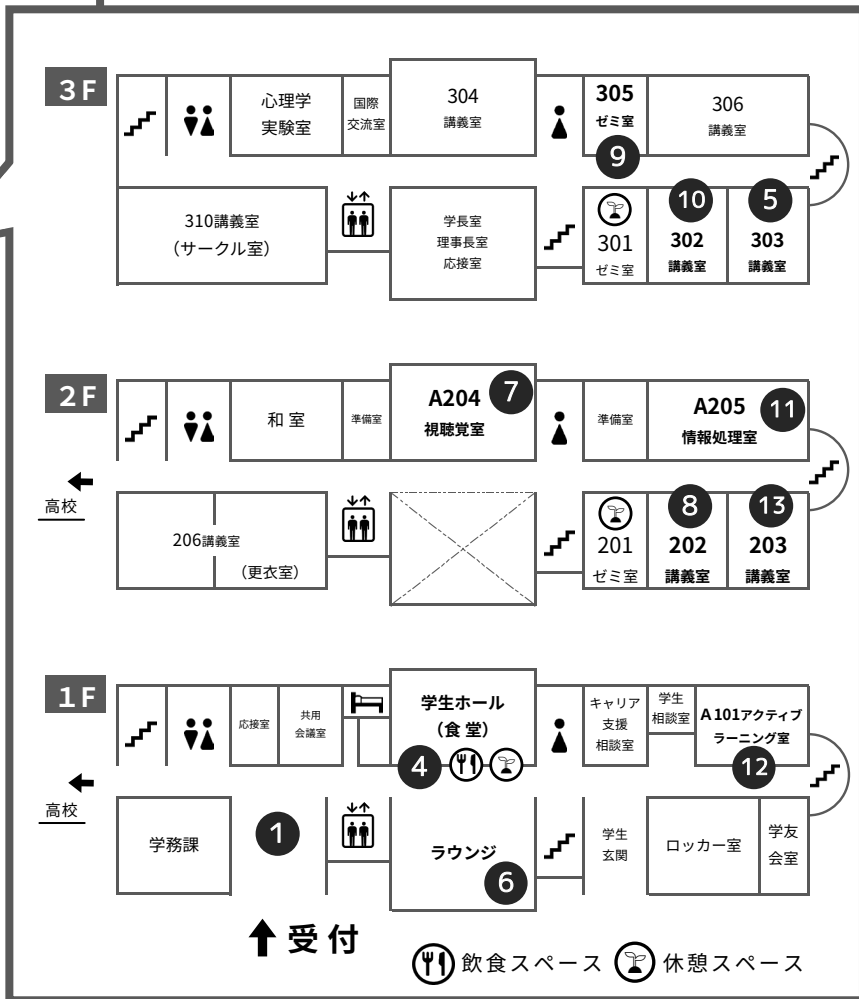 3F
心理学
実験室
国際
交流室
304
講義室
305
ゼミ室
9
306
講義室
310講義室
（サークル室）
学長室
理事長室
応接室
301
ゼミ室
10
302
講義室
5
303
講義室
2F
和室
準備室
A204
視聴覚室
7
準備室
A205
情報処理室
11
高校
206講義室
（更衣室）
201
ゼミ室
8
202
講義室
13
203
講義室
1F
応接室
共用
会議室
学生ホール
（食堂）
4
キャリア
支援
相談室
学生
相談室
A101アクティブ
ラーニング室
12
高校
学務課
1
ラウンジ
6
学生
玄関
ロッカー室
学友
会室
受付
飲食スペース
休憩スペース